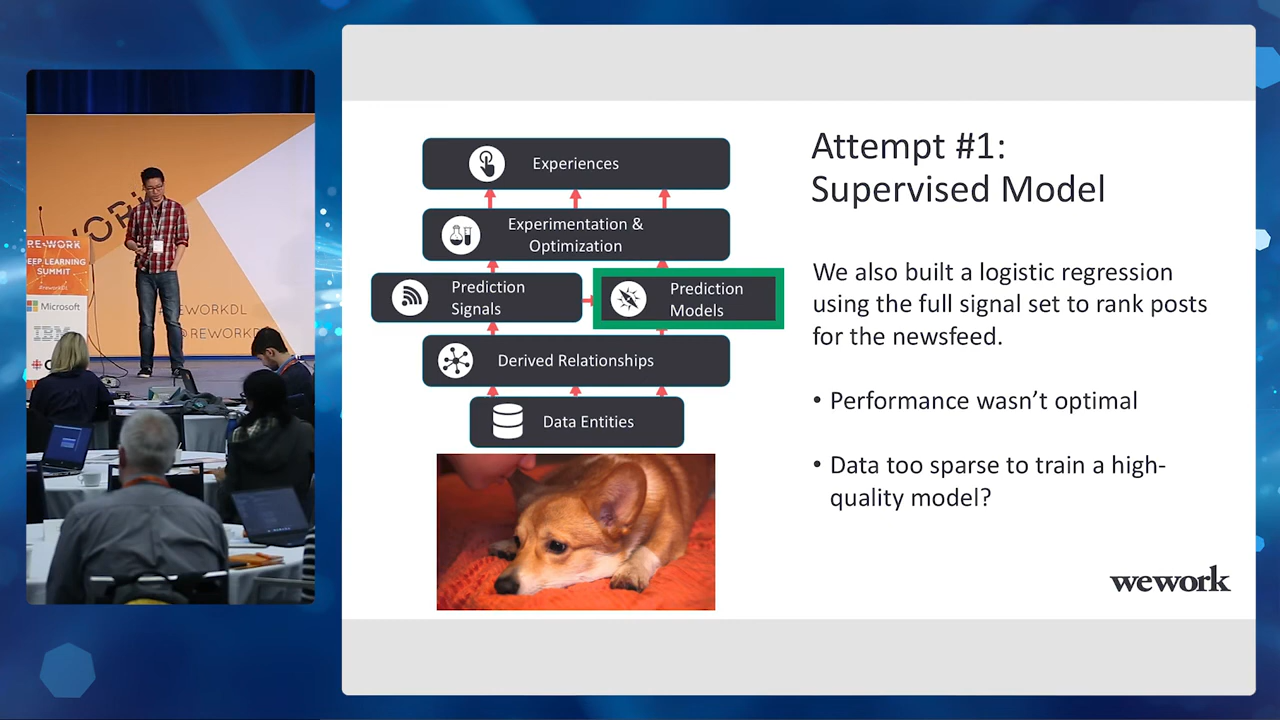 RE•WORK
DEEP LEARNING
SUMMIT
#reworkdl
Microsoft
IBM
@REWORKD
Experiences
Experimentation &
Optimization
Prediction
Signals
Prediction
Models
Derived Relationships
Data Entities
Attempt #1:
Supervised Model
We also built a logistic regression
using the full signal set to rank posts
for the newsfeed.
• Performance wasn’t optimal
• Data too sparse to train a high-
quality model?
wework